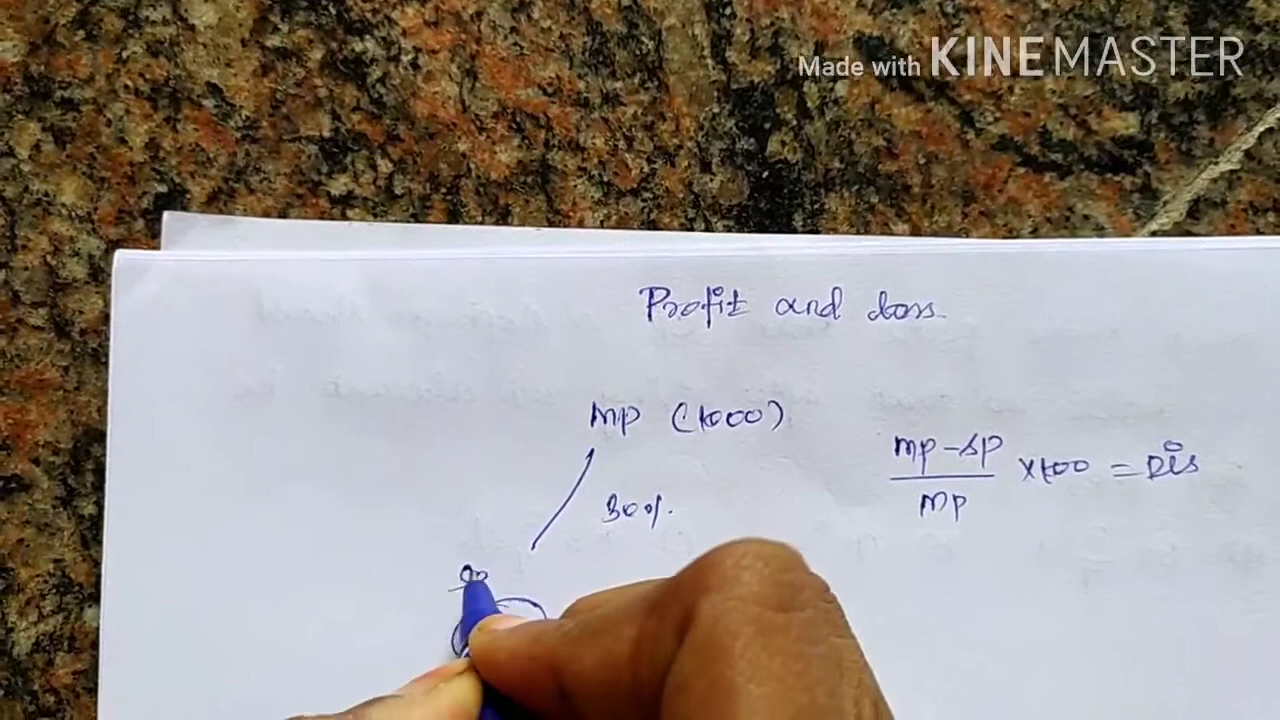 Made with KINEMASTER
Profit and loss
MP (1000)
MP-SP
MP
×100 = Dis
30%.